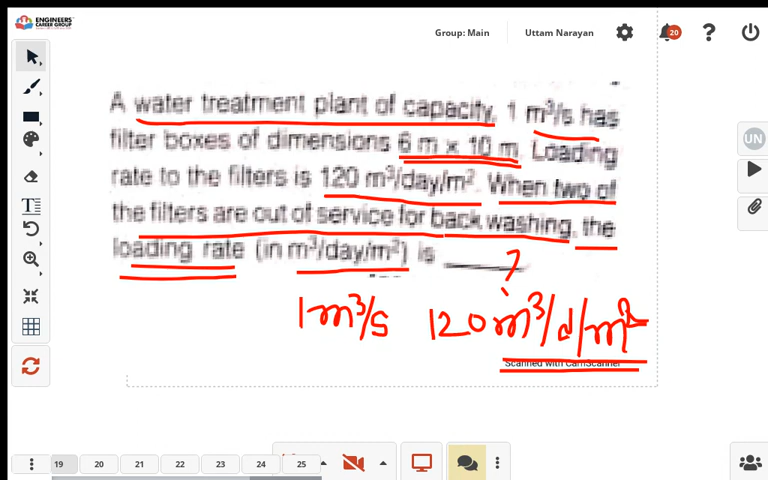 ENGINEERS
CAREER GROUP
Group: Main
Uttam Narayan
20
A water treatment plant of capacity, 1 m³/s has
filter boxes of dimensions 6 m × 10 m. Loading
rate to the filters is 120 m³/day/m². When two of
the filters are out of service for back washing, the
loading rate (in m³/day/m²) is ______
?
1m³/s 120m³/d/m²
Scanned with CamScanner
UN
T
19 20 21 22 23 24 25